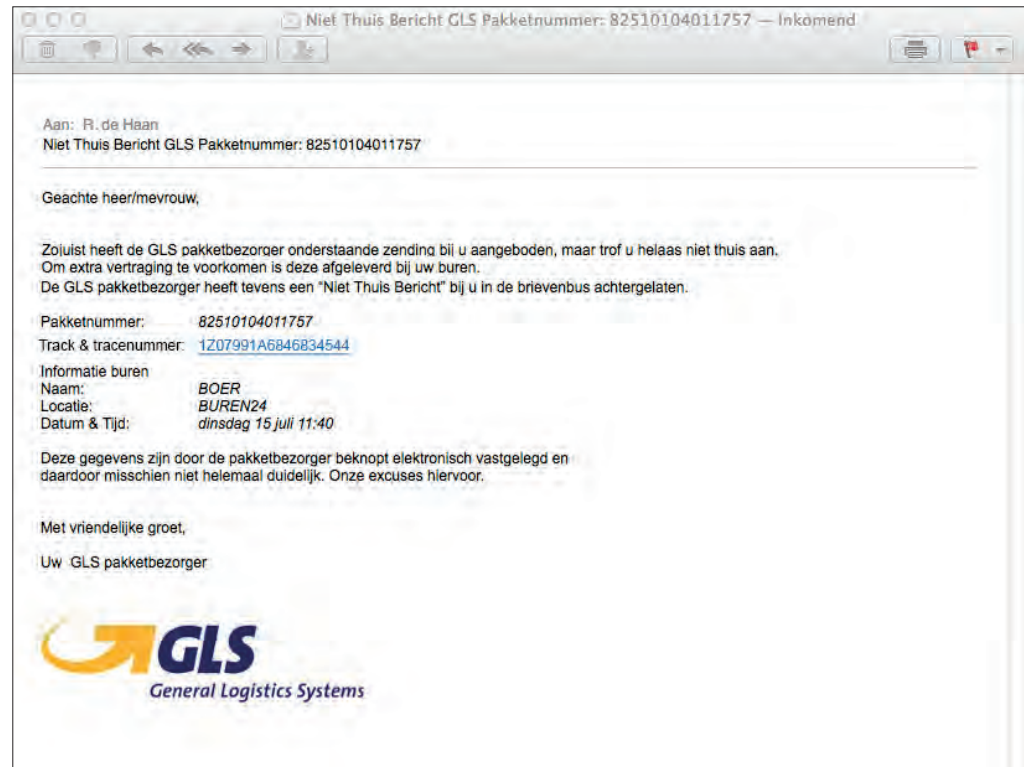 Niet Thuis Bericht GLS Pakketnummer: 82510104011757 — Inkomend
Aan: R. de Haan
Niet Thuis Bericht GLS Pakketnummer: 82510104011757
Geachte heer/mevrouw,
Zojuist heeft de GLS pakketbezorger onderstaande zending bij u aangeboden, maar trof u helaas niet thuis aan.
Om extra vertraging te voorkomen is deze afgeleverd bij uw buren.
De GLS pakketbezorger heeft tevens een “Niet Thuis Bericht” bij u in de brievenbus achtergelaten.
Pakketnummer: 82510104011757
Track & tracenummer: 1Z07991A6846834544
Informatie buren
Naam: BOER
Locatie: BUREN24
Datum & Tijd: dinsdag 15 juli 11:40
Deze gegevens zijn door de pakketbezorger beknopt elektronisch vastgelegd en
daardoor misschien niet helemaal duidelijk. Onze excuses hiervoor.
Met vriendelijke groet,
Uw GLS pakketbezorger
GLS
General Logistics Systems